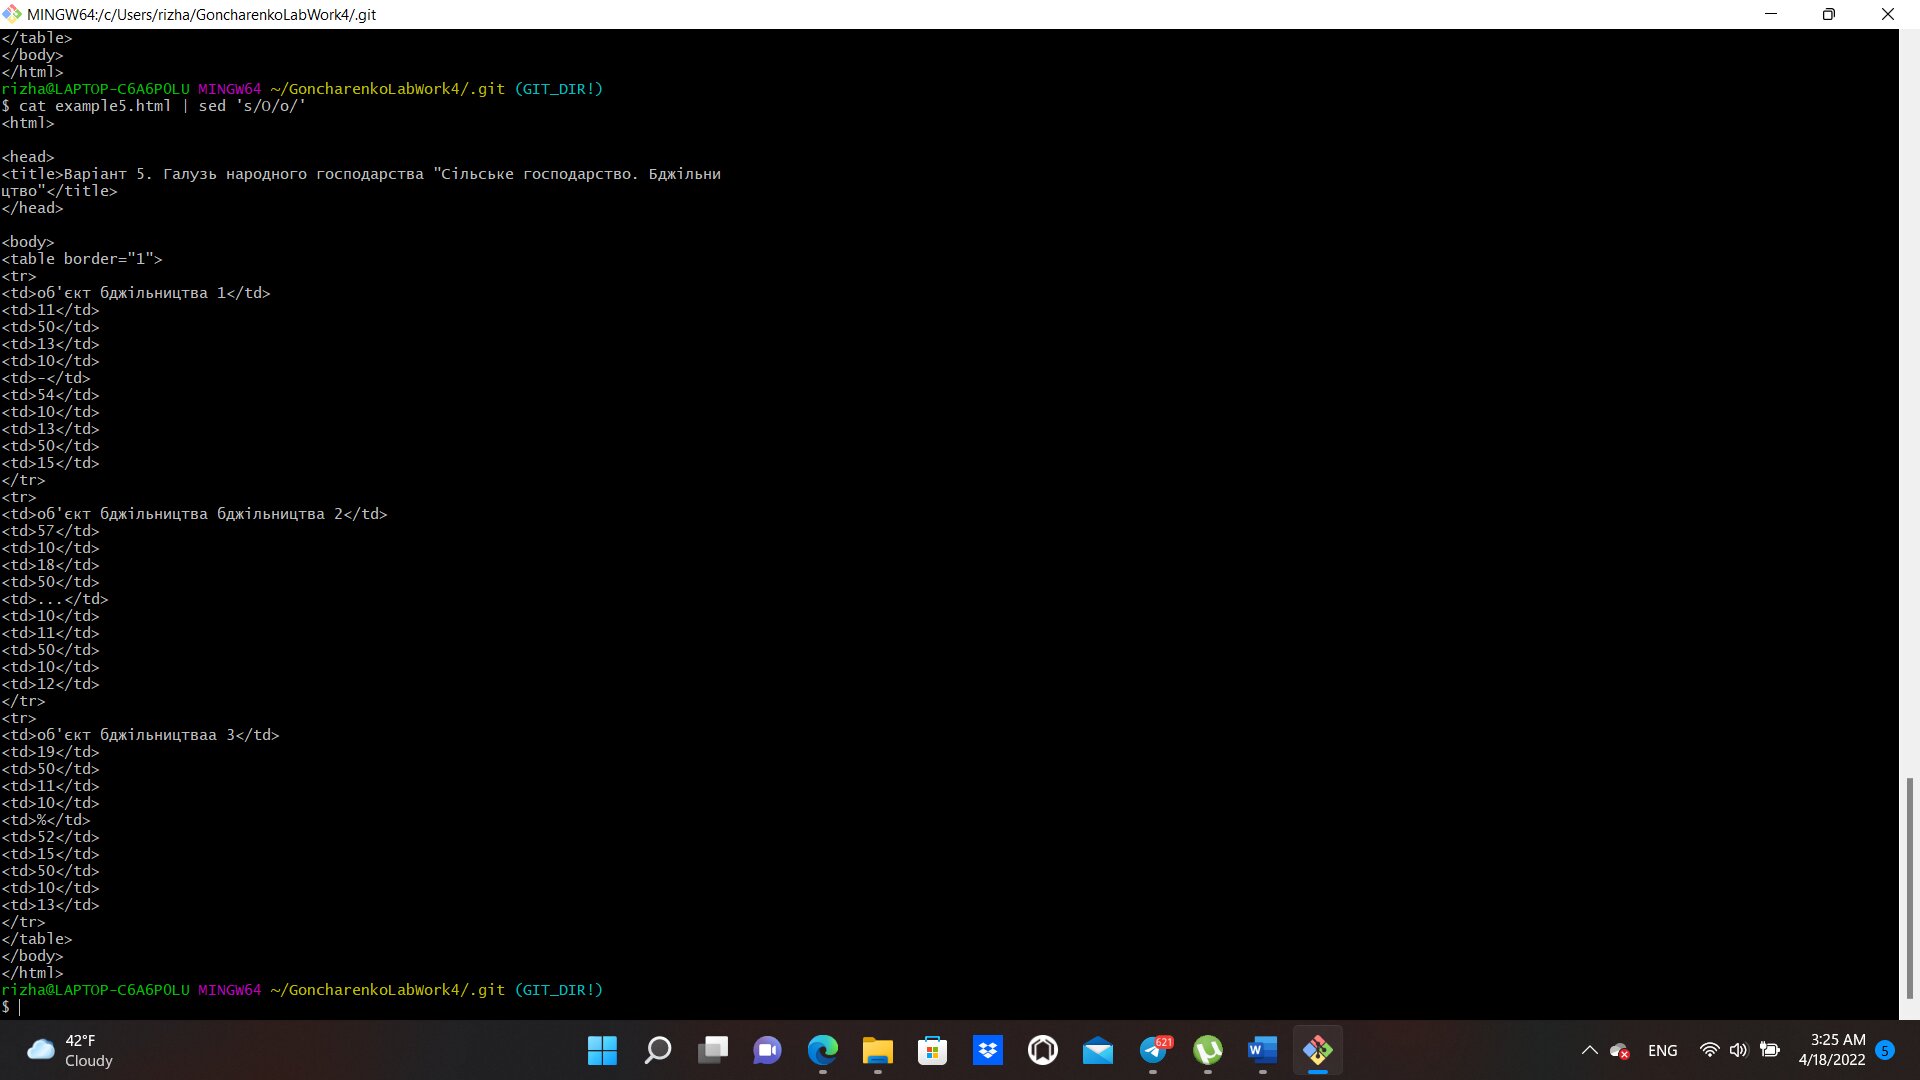 MINGW64:/c/Users/rizha/GoncharenkoLabWork4/.git
</table>
</body>
</html>
rizha@LAPTOP-C6A6P0LU MINGW64 ~/GoncharenkoLabWork4/.git (GIT_DIR!)
$ cat example5.html | sed 's/О/о/'
<html>

<head>
<title>Варіант 5. Галузь народного господарства "Сільське господарство. Бджільни
цтво"</title>
</head>

<body>
<table border="1">
<tr>
<td>об'єкт бджільництва 1</td>
<td>11</td>
<td>50</td>
<td>13</td>
<td>10</td>
<td>-</td>
<td>54</td>
<td>10</td>
<td>13</td>
<td>50</td>
<td>15</td>
</tr>
<tr>
<td>об'єкт бджільництва бджільництва 2</td>
<td>57</td>
<td>10</td>
<td>18</td>
<td>50</td>
<td>...</td>
<td>10</td>
<td>11</td>
<td>50</td>
<td>10</td>
<td>12</td>
</tr>
<tr>
<td>об'єкт бджільництваа 3</td>
<td>19</td>
<td>50</td>
<td>11</td>
<td>10</td>
<td>%</td>
<td>52</td>
<td>15</td>
<td>50</td>
<td>10</td>
<td>13</td>
</tr>
</table>
</body>
</html>
rizha@LAPTOP-C6A6P0LU MINGW64 ~/GoncharenkoLabWork4/.git (GIT_DIR!)
$
42°F
Cloudy
621
W
ENG
3:25 AM
4/18/2022
5